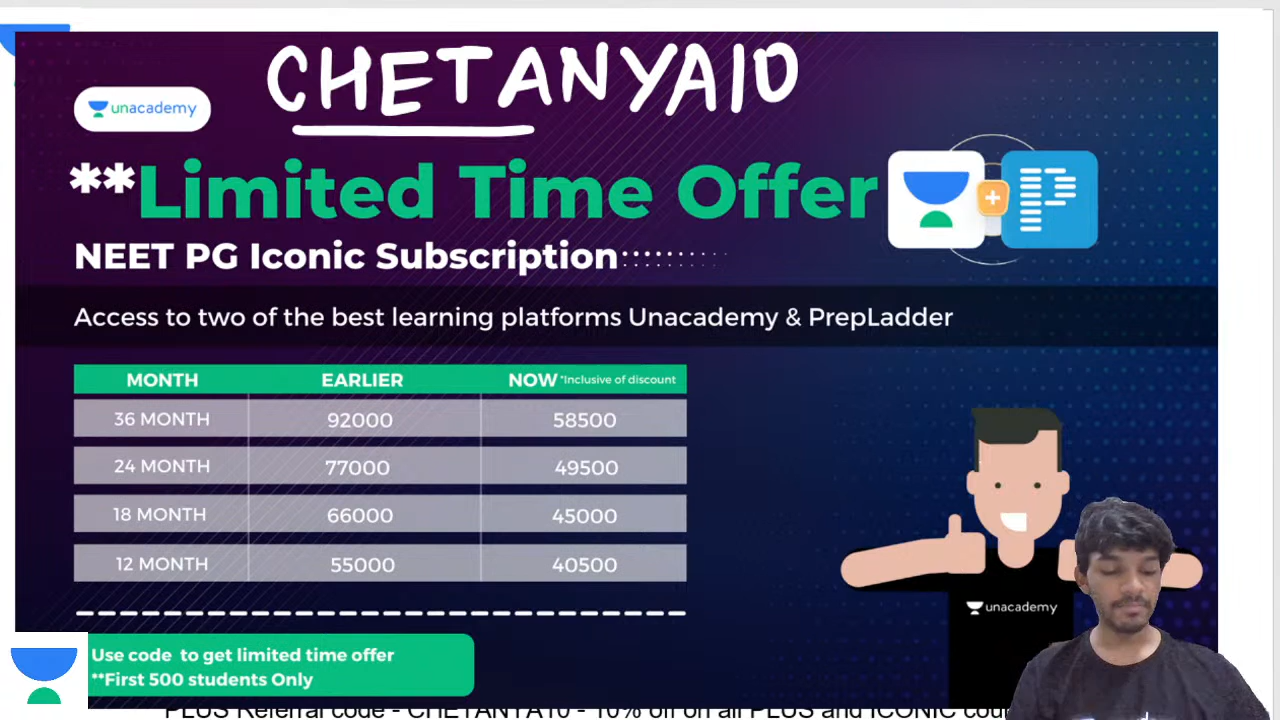 CHETANYA10
unacademy
**Limited Time Offer
NEET PG Iconic Subscription
Access to two of the best learning platforms Unacademy & PrepLadder
MONTH EARLIER NOW *Inclusive of discount
36 MONTH 92000 58500
24 MONTH 77000 49500
18 MONTH 66000 45000
12 MONTH 55000 40500
unacademy
Use code to get limited time offer
**First 500 students Only
PLUS Referral code - CHETANYA10 - 10% off on all PLUS and ICONIC